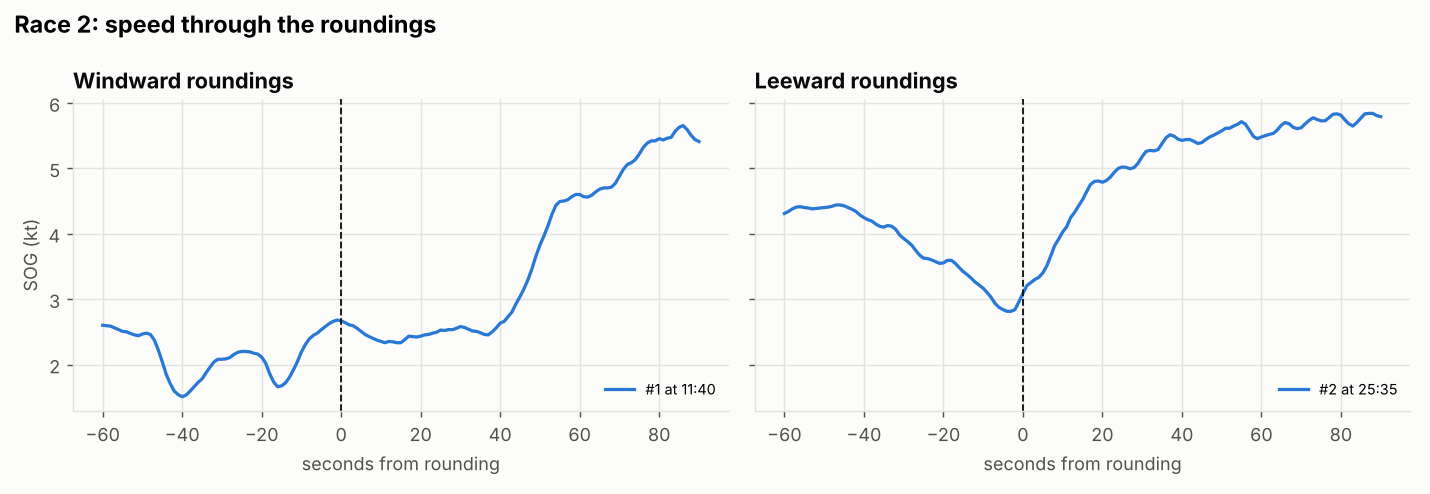 Race 2: speed through the roundings
Windward roundings
Leeward roundings
SOG (kt)
6
5
4
3
2
#1 at 11:40
#2 at 25:35
−60 −40 −20 0 20 40 60 80
−60 −40 −20 0 20 40 60 80
seconds from rounding
seconds from rounding